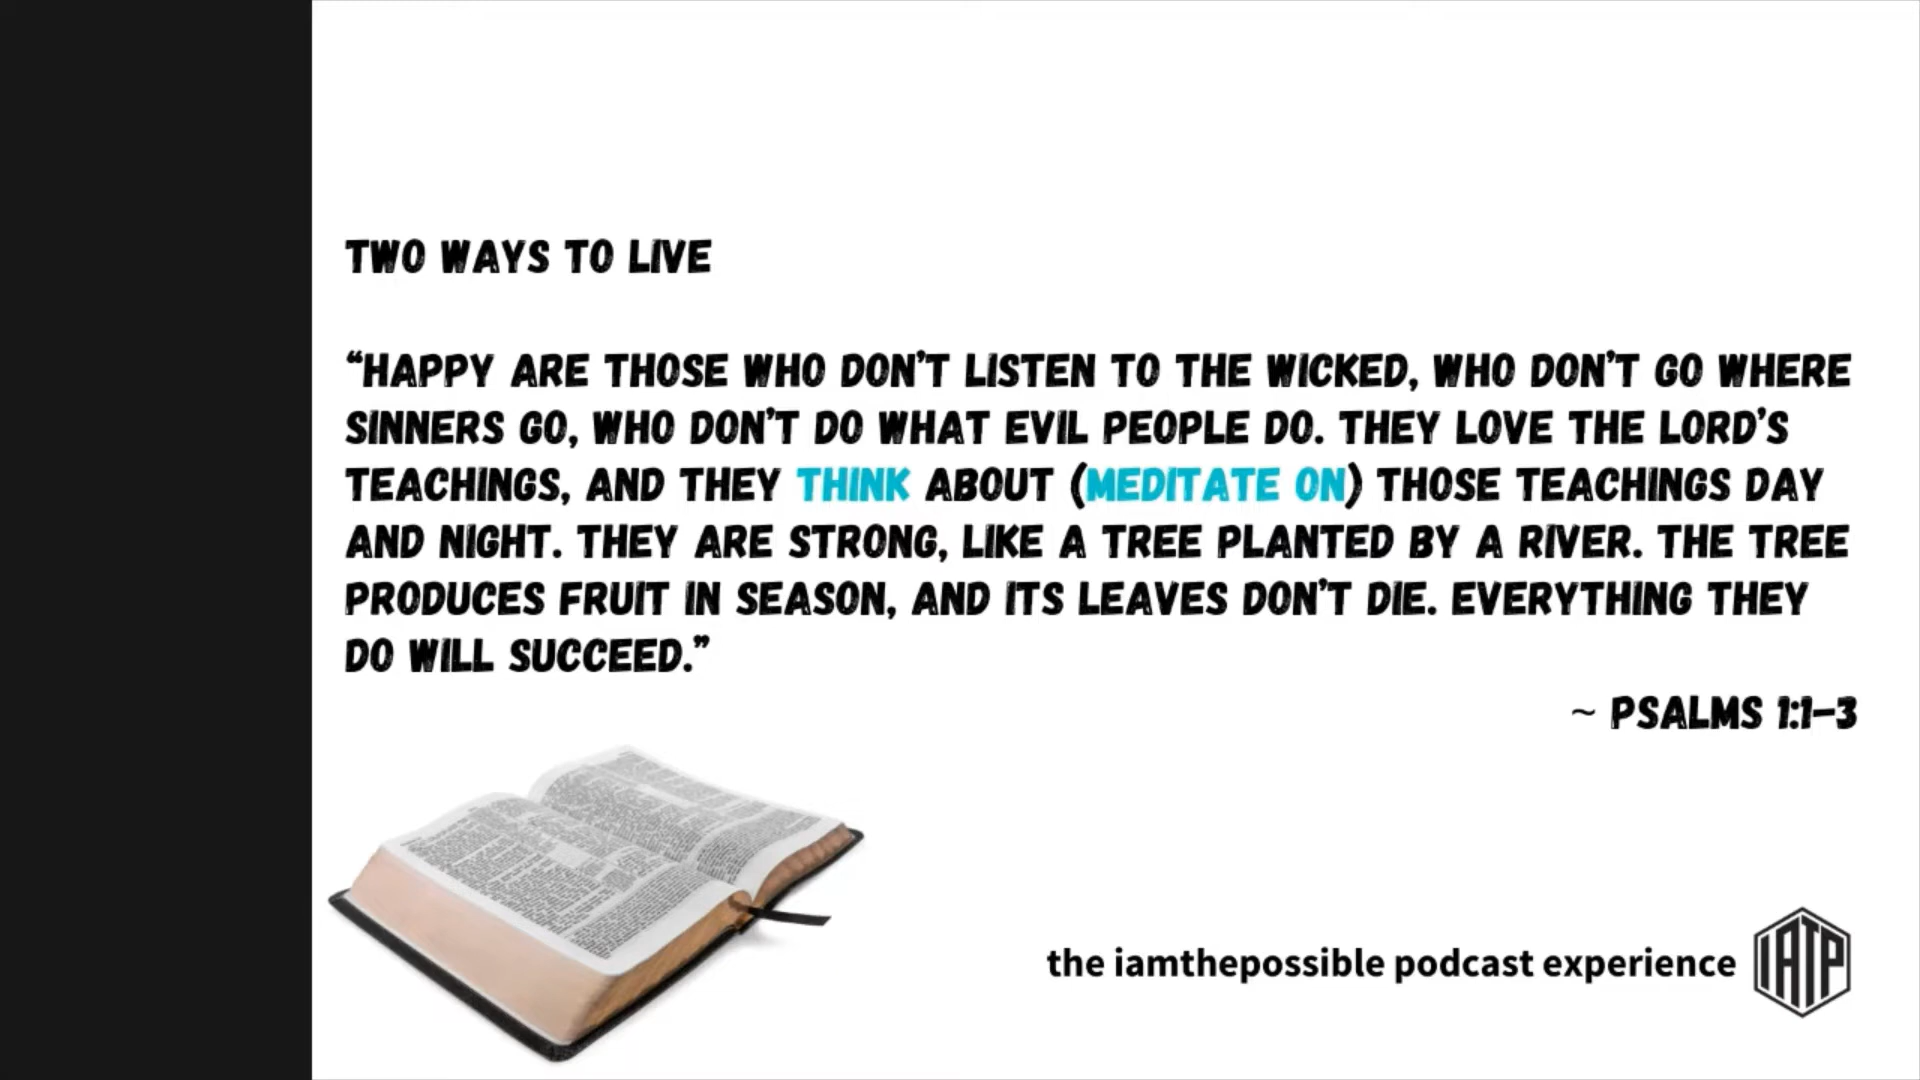 TWO WAYS TO LIVE
“HAPPY ARE THOSE WHO DON’T LISTEN TO THE WICKED, WHO DON’T GO WHERE
SINNERS GO, WHO DON’T DO WHAT EVIL PEOPLE DO. THEY LOVE THE LORD’S
TEACHINGS, AND THEY THINK ABOUT (MEDITATE ON) THOSE TEACHINGS DAY
AND NIGHT. THEY ARE STRONG, LIKE A TREE PLANTED BY A RIVER. THE TREE
PRODUCES FRUIT IN SEASON, AND ITS LEAVES DON’T DIE. EVERYTHING THEY
DO WILL SUCCEED.”
~ PSALMS 1:1–3
the iamthepossible podcast experience
IATP